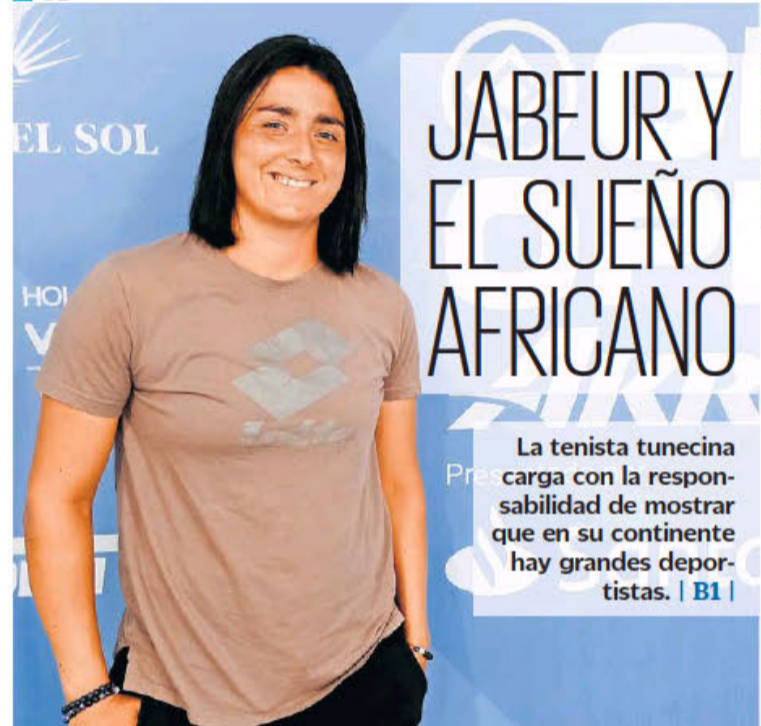 EL SOL
JABEUR Y
EL SUEÑO
AFRICANO
La tenista tunecina
carga con la respon-
sabilidad de mostrar
que en su continente
hay grandes depor-
tistas. | B1 |